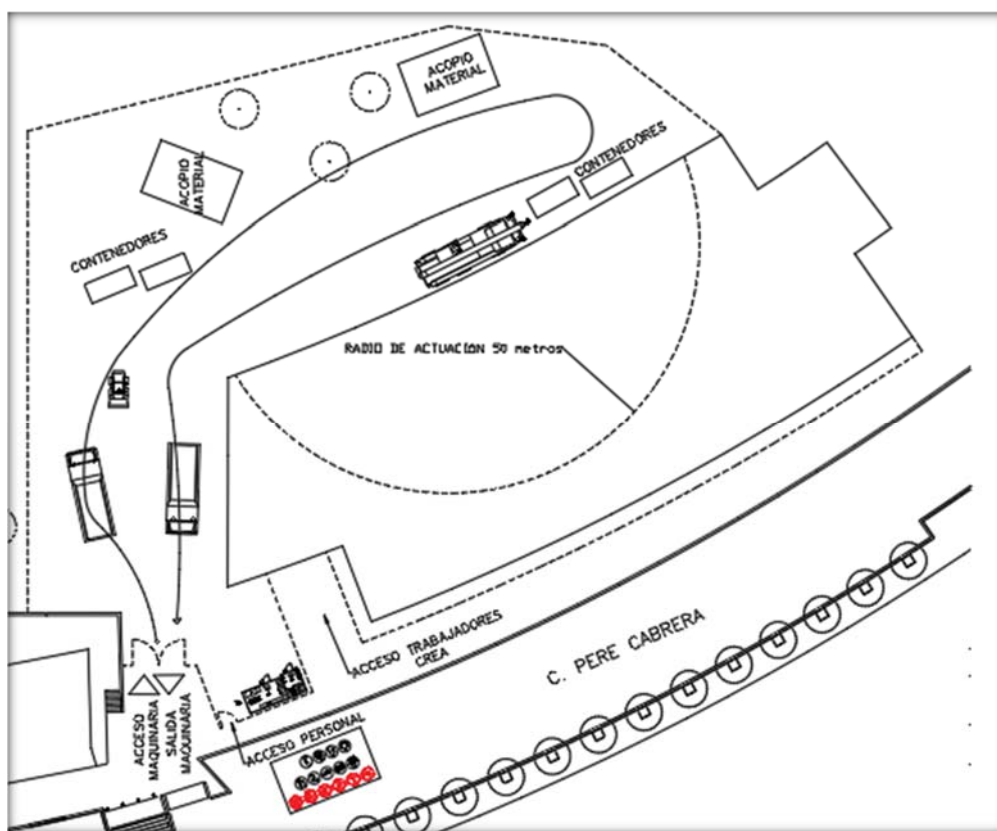 ACOPIO
MATERIAL
ACOPIO
MATERIAL
CONTENEDORES
CONTENEDORES
RADIO DE ACTUACION 50 metros
ACCESO TRABAJADORES
CREA
C. PERE CABRERA
ACCESO
MAQUINARIA
SALIDA
MAQUINARIA
ACCESO PERSONAL